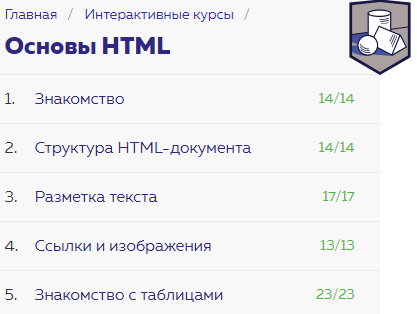 Главная / Интерактивные курсы /
Основы HTML
1. Знакомство 14/14
2. Структура HTML-документа 14/14
3. Разметка текста 17/17
4. Ссылки и изображения 13/13
5. Знакомство с таблицами 23/23